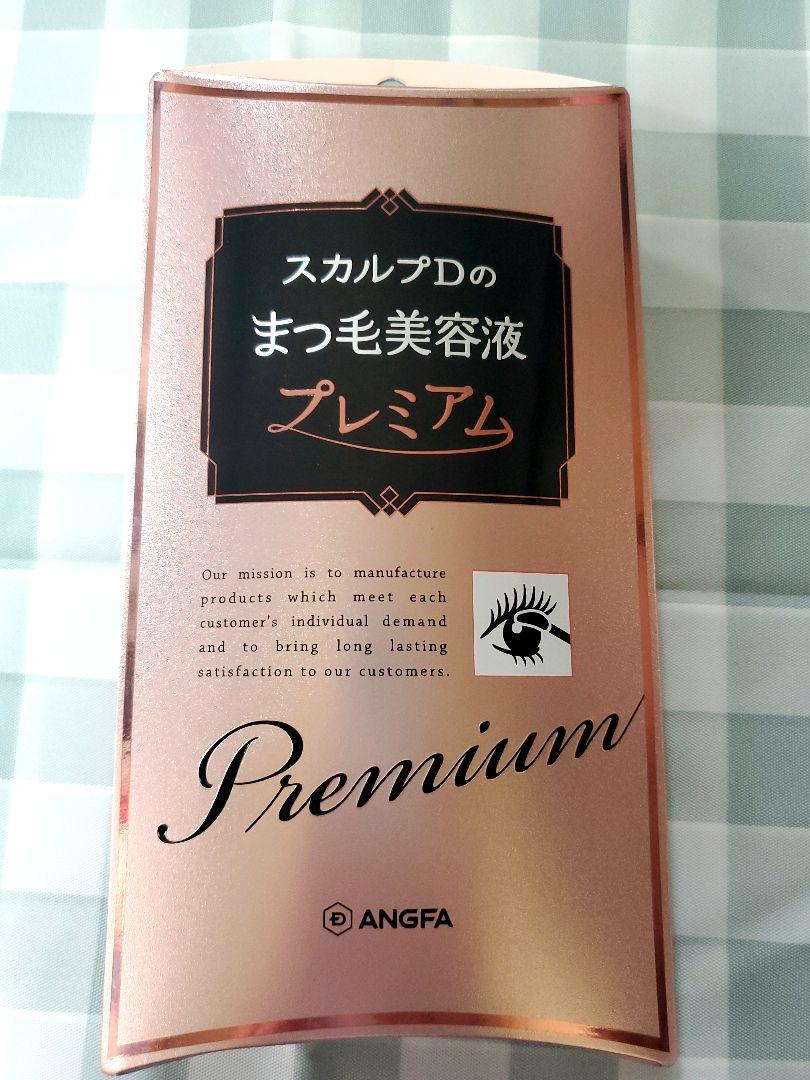 スカルプDの
まつ毛美容液
プレミアム
Our mission is to manufacture
products which meet each
customer's individual demand
and to bring long lasting
satisfaction to our customers.
Premium
ANGFA